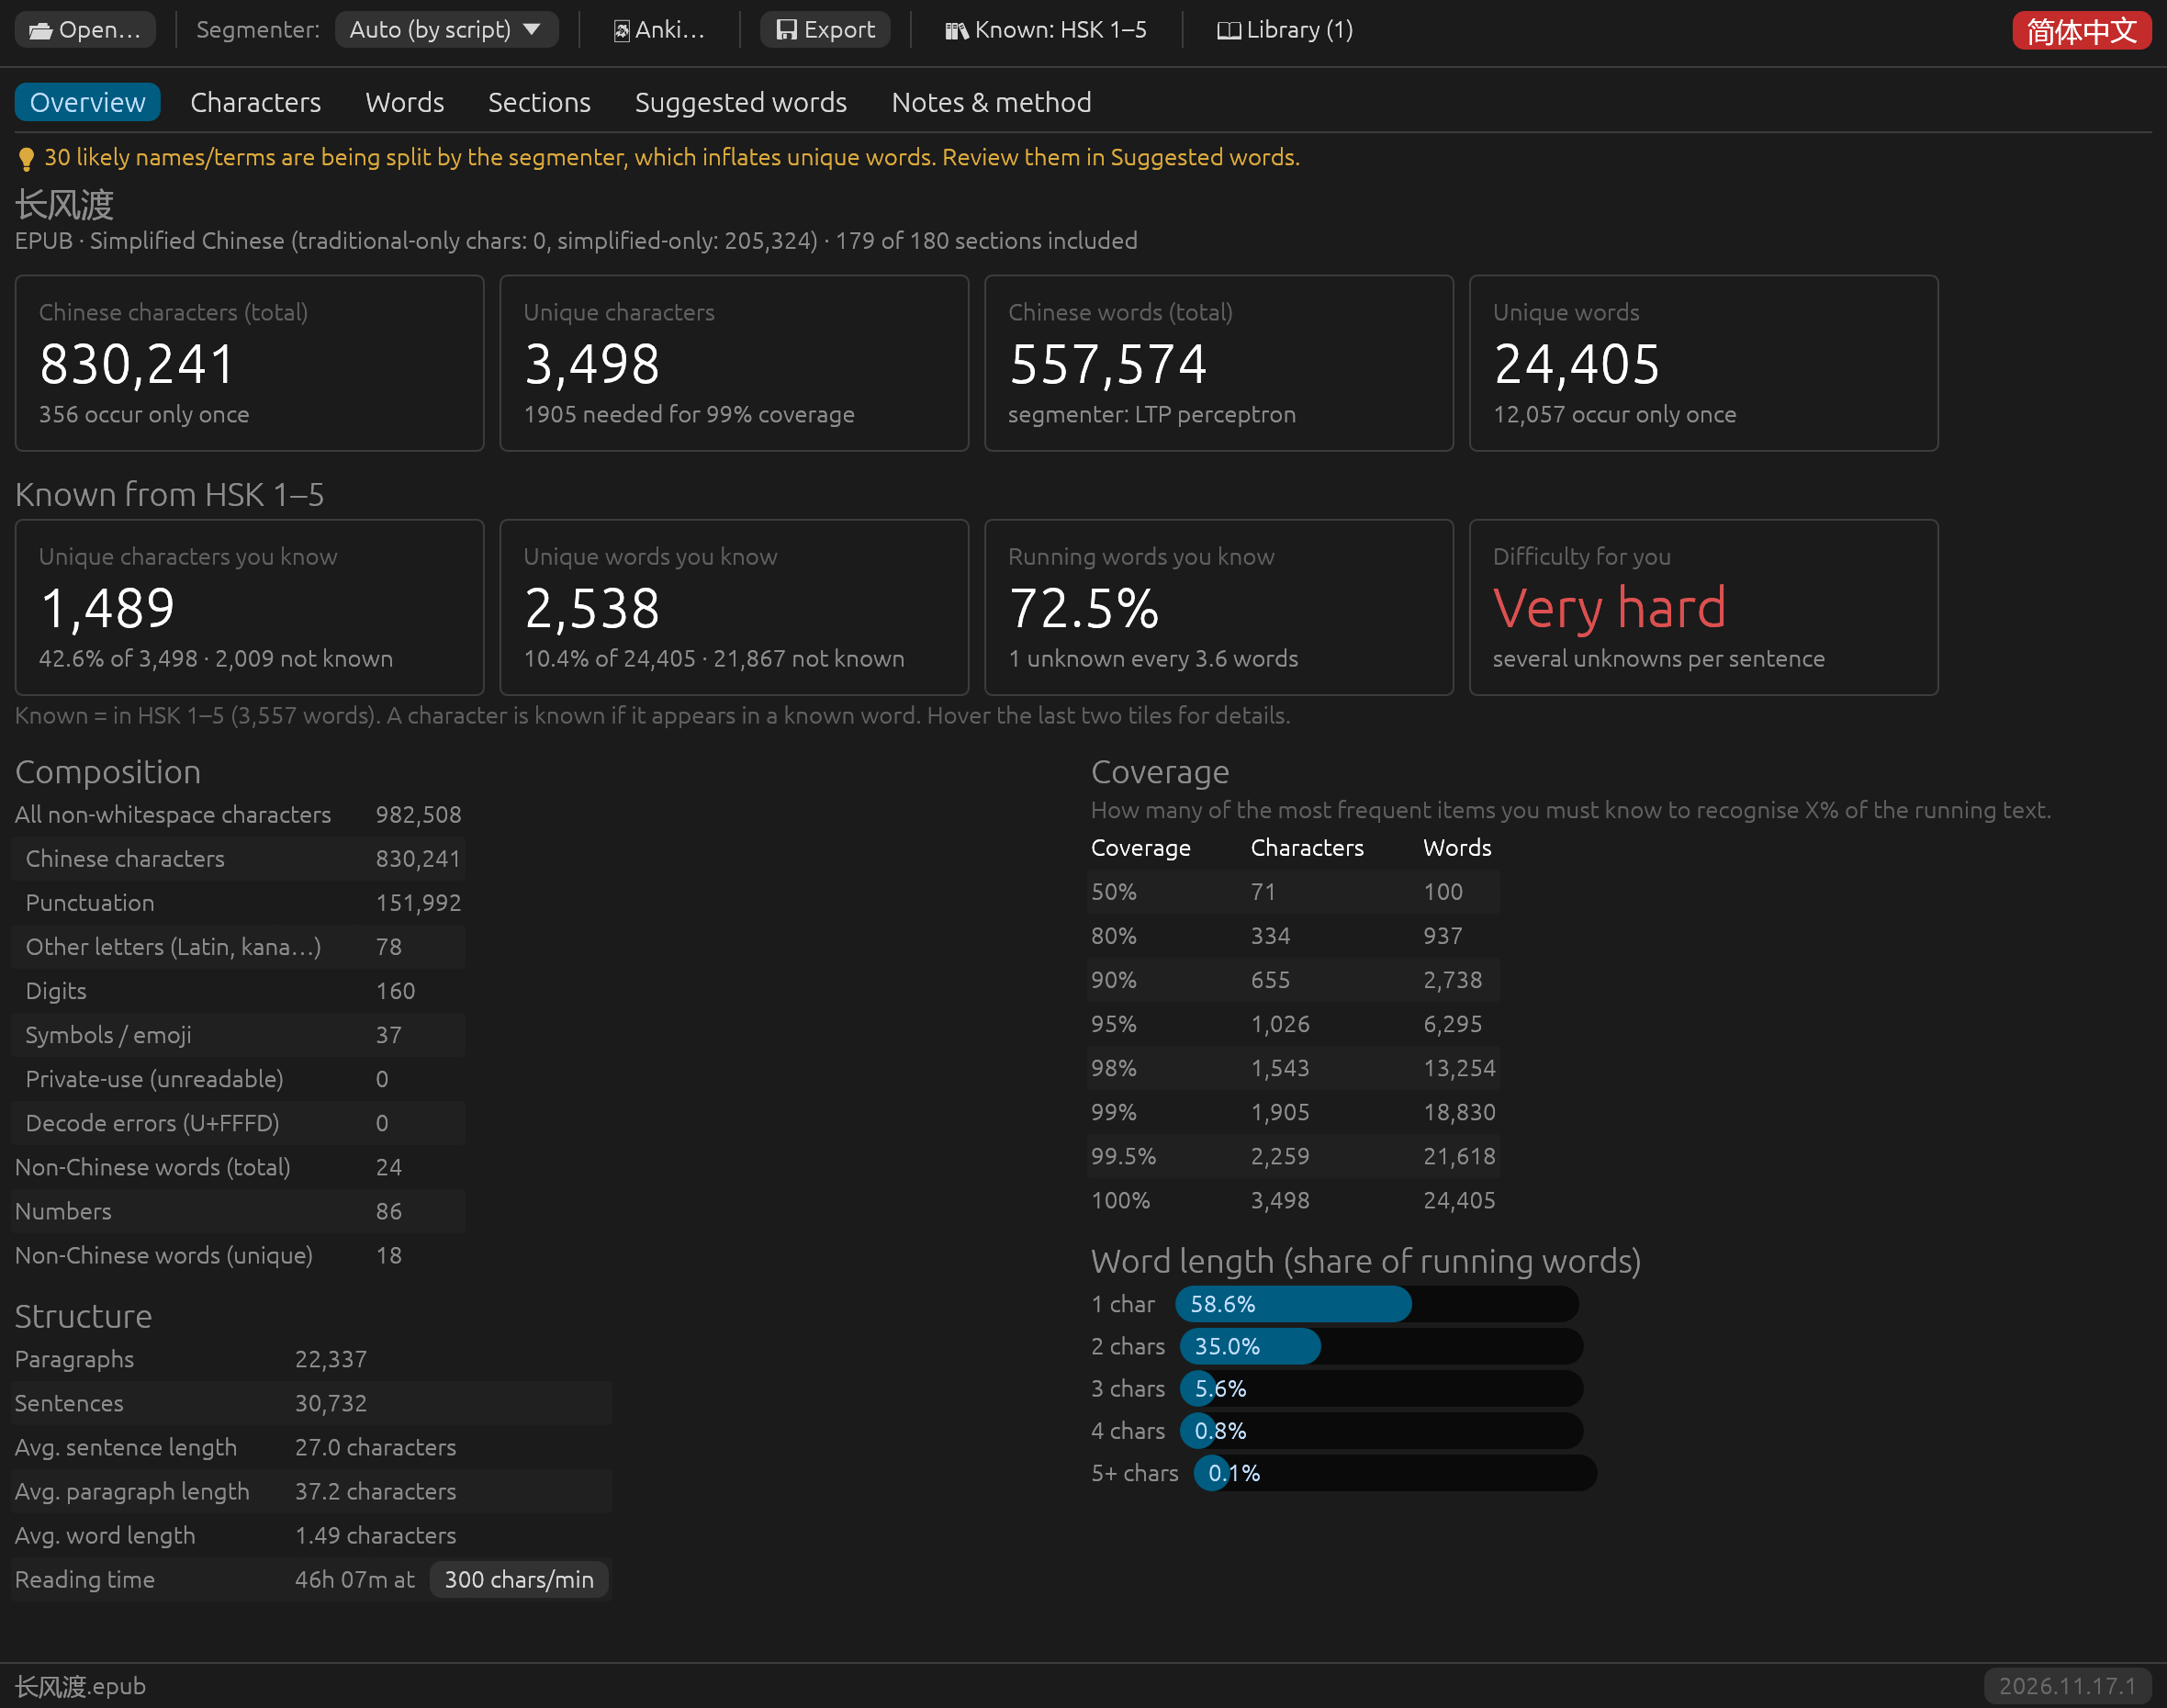 Open... Segmenter: Auto (by script) Anki... Export Known: HSK 1–5 Library (1) 简体中文
Overview Characters Words Sections Suggested words Notes & method
30 likely names/terms are being split by the segmenter, which inflates unique words. Review them in Suggested words.
长风渡
EPUB · Simplified Chinese (traditional-only chars: 0, simplified-only: 205,324) · 179 of 180 sections included
Chinese characters (total)
830,241
356 occur only once
Unique characters
3,498
1905 needed for 99% coverage
Chinese words (total)
557,574
segmenter: LTP perceptron
Unique words
24,405
12,057 occur only once
Known from HSK 1–5
Unique characters you know
1,489
42.6% of 3,498 · 2,009 not known
Unique words you know
2,538
10.4% of 24,405 · 21,867 not known
Running words you know
72.5%
1 unknown every 3.6 words
Difficulty for you
Very hard
several unknowns per sentence
Known = in HSK 1–5 (3,557 words). A character is known if it appears in a known word. Hover the last two tiles for details.
Composition
All non-whitespace characters 982,508
Chinese characters 830,241
Punctuation 151,992
Other letters (Latin, kana...) 78
Digits 160
Symbols / emoji 37
Private-use (unreadable) 0
Decode errors (U+FFFD) 0
Non-Chinese words (total) 24
Numbers 86
Non-Chinese words (unique) 18
Structure
Paragraphs 22,337
Sentences 30,732
Avg. sentence length 27.0 characters
Avg. paragraph length 37.2 characters
Avg. word length 1.49 characters
Reading time 46h 07m at 300 chars/min
Coverage
How many of the most frequent items you must know to recognise X% of the running text.
Coverage Characters Words
50% 71 100
80% 334 937
90% 655 2,738
95% 1,026 6,295
98% 1,543 13,254
99% 1,905 18,830
99.5% 2,259 21,618
100% 3,498 24,405
Word length (share of running words)
1 char 58.6%
2 chars 35.0%
3 chars 5.6%
4 chars 0.8%
5+ chars 0.1%
长风渡.epub 2026.11.17.1